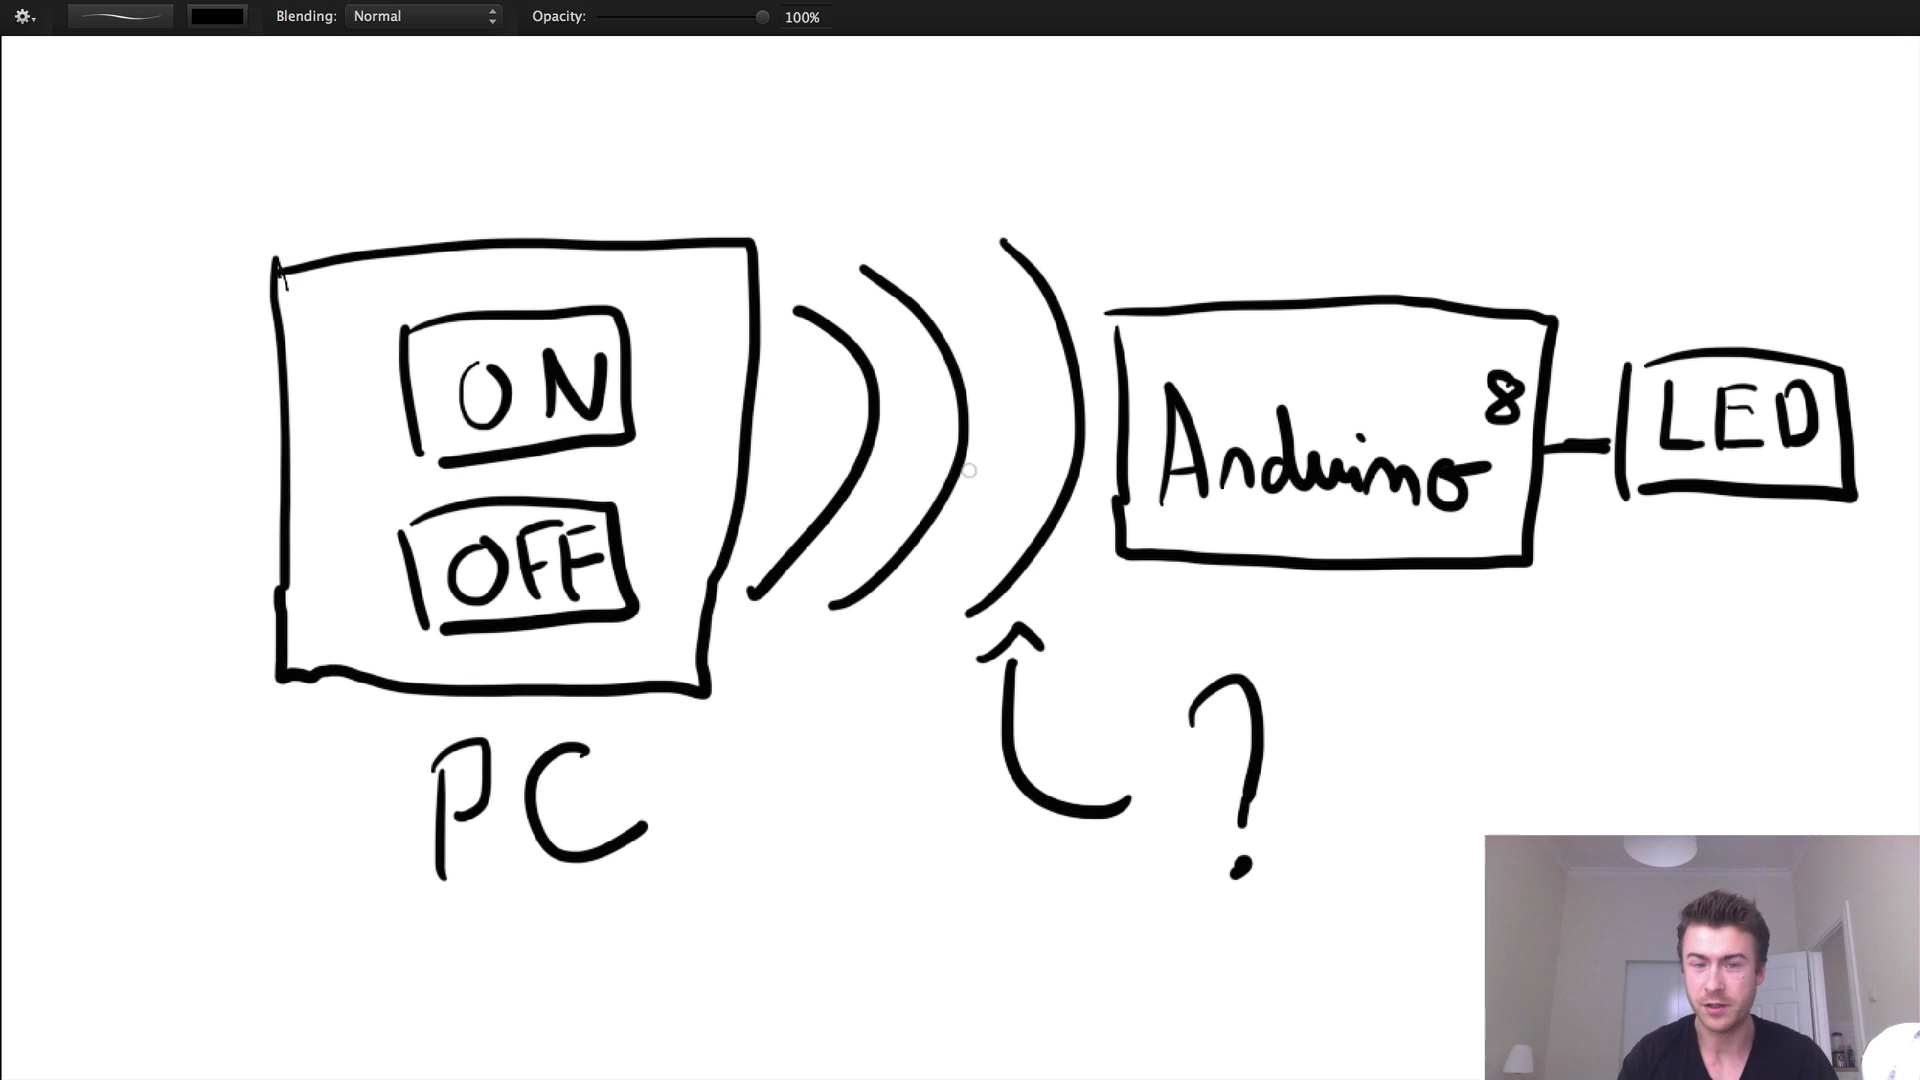 Blending: Normal Opacity: 100%
ON
OFF
PC
Arduino 8
LED
?